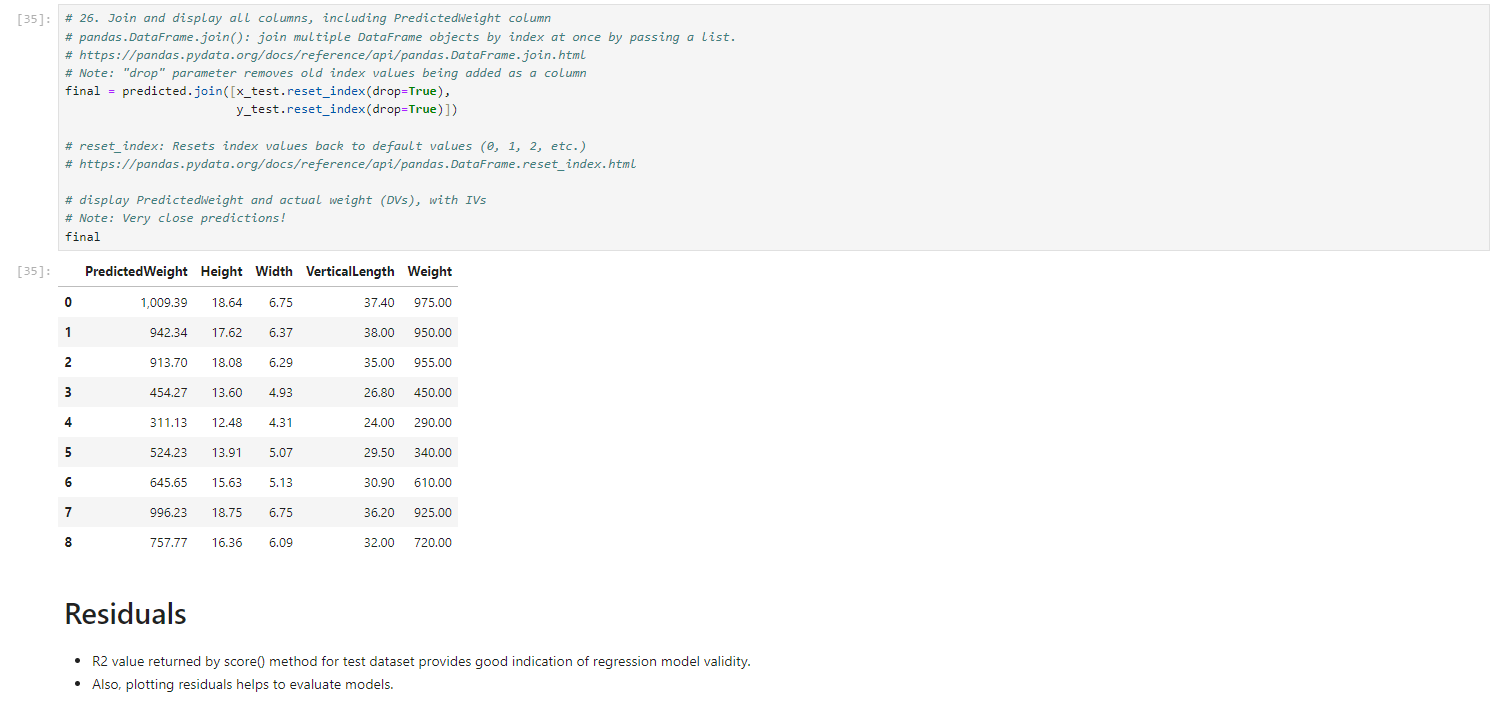 [35]: # 26. Join and display all columns, including PredictedWeight column
# pandas.DataFrame.join(): join multiple DataFrame objects by index at once by passing a list.
# https://pandas.pydata.org/docs/reference/api/pandas.DataFrame.join.html
# Note: "drop" parameter removes old index values being added as a column
final = predicted.join([x_test.reset_index(drop=True),
y_test.reset_index(drop=True)])
# reset_index: Resets index values back to default values (0, 1, 2, etc.)
# https://pandas.pydata.org/docs/reference/api/pandas.DataFrame.reset_index.html
# display PredictedWeight and actual weight (DVs), with IVs
# Note: Very close predictions!
final
[35]: PredictedWeight Height Width VerticalLength Weight
0 1,009.39 18.64 6.75 37.40 975.00
1 942.34 17.62 6.37 38.00 950.00
2 913.70 18.08 6.29 35.00 955.00
3 454.27 13.60 4.93 26.80 450.00
4 311.13 12.48 4.31 24.00 290.00
5 524.23 13.91 5.07 29.50 340.00
6 645.65 15.63 5.13 30.90 610.00
7 996.23 18.75 6.75 36.20 925.00
8 757.77 16.36 6.09 32.00 720.00
Residuals
• R2 value returned by score() method for test dataset provides good indication of regression model validity.
• Also, plotting residuals helps to evaluate models.